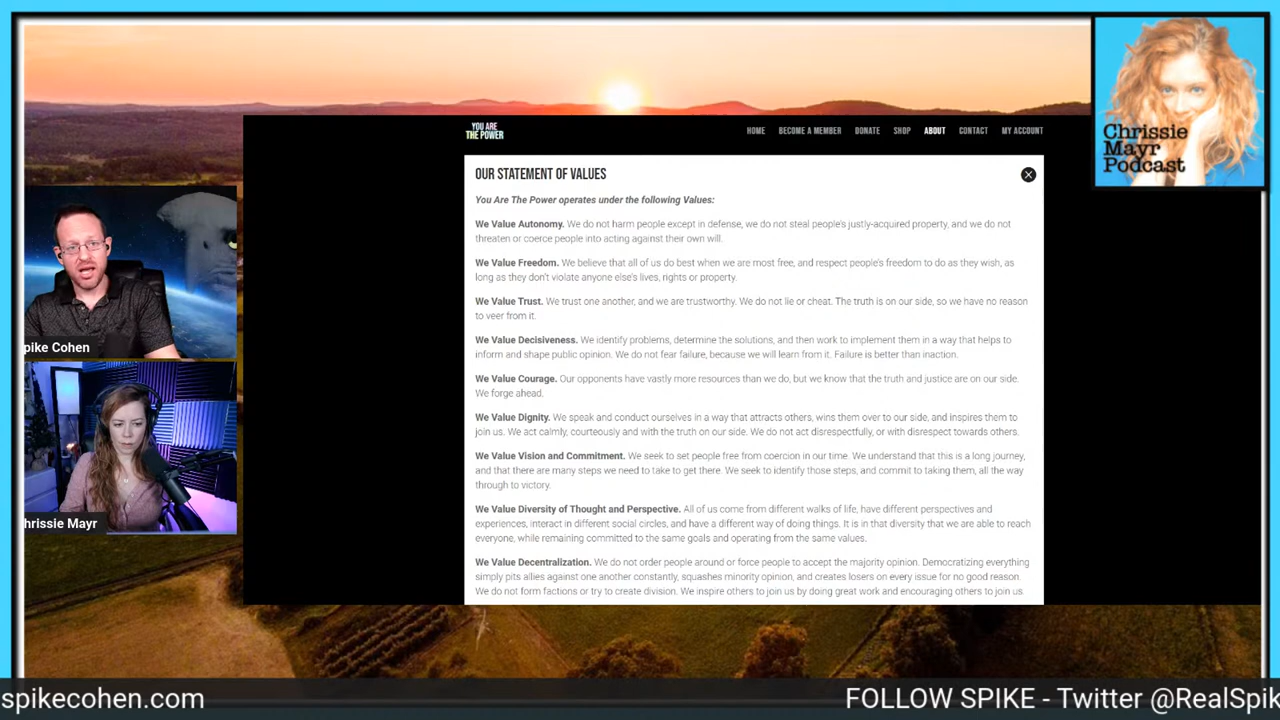 YOU ARE
THE POWER
HOME BECOME A MEMBER DONATE SHOP ABOUT CONTACT MY ACCOUNT
Chrissie
Mayr
Podcast
OUR STATEMENT OF VALUES
You Are The Power operates under the following Values:
We Value Autonomy. We do not harm people except in defense, we do not steal people's justly-acquired property, and we do not
threaten or coerce people into acting against their own will.
We Value Freedom. We believe that all of us do best when we are most free, and respect people's freedom to do as they wish, as
long as they don't violate anyone else's lives, rights or property.
We Value Trust. We trust one another, and we are trustworthy. We do not lie or cheat. The truth is on our side, so we have no reason
to veer from it.
We Value Decisiveness. We identify problems, determine the solutions, and then work to implement them in a way that helps to
inform and shape public opinion. We do not fear failure, because we will learn from it. Failure is better than inaction.
We Value Courage. Our opponents have vastly more resources than we do, but we know that the truth and justice are on our side.
We forge ahead.
We Value Dignity. We speak and conduct ourselves in a way that attracts others, wins them over to our side, and inspires them to
join us. We act calmly, courteously and with the truth on our side. We do not act disrespectfully, or with disrespect towards others.
We Value Vision and Commitment. We seek to set people free from coercion in our time. We understand that this is a long journey,
and that there are many steps we need to take to get there. We seek to identify those steps, and commit to taking them, all the way
through to victory.
We Value Diversity of Thought and Perspective. All of us come from different walks of life, have different perspectives and
experiences, interact in different social circles, and have a different way of doing things. It is in that diversity that we are able to reach
everyone, while remaining committed to the same goals and operating from the same values.
We Value Decentralization. We do not order people around or force people to accept the majority opinion. Democratizing everything
simply pits allies against one another constantly, squashes minority opinion, and creates losers on every issue for no good reason.
We do not form factions or try to create division. We inspire others to join us by doing great work and encouraging others to join us.
pike Cohen
hrissie Mayr
spikecohen.com
FOLLOW SPIKE - Twitter @RealSpik